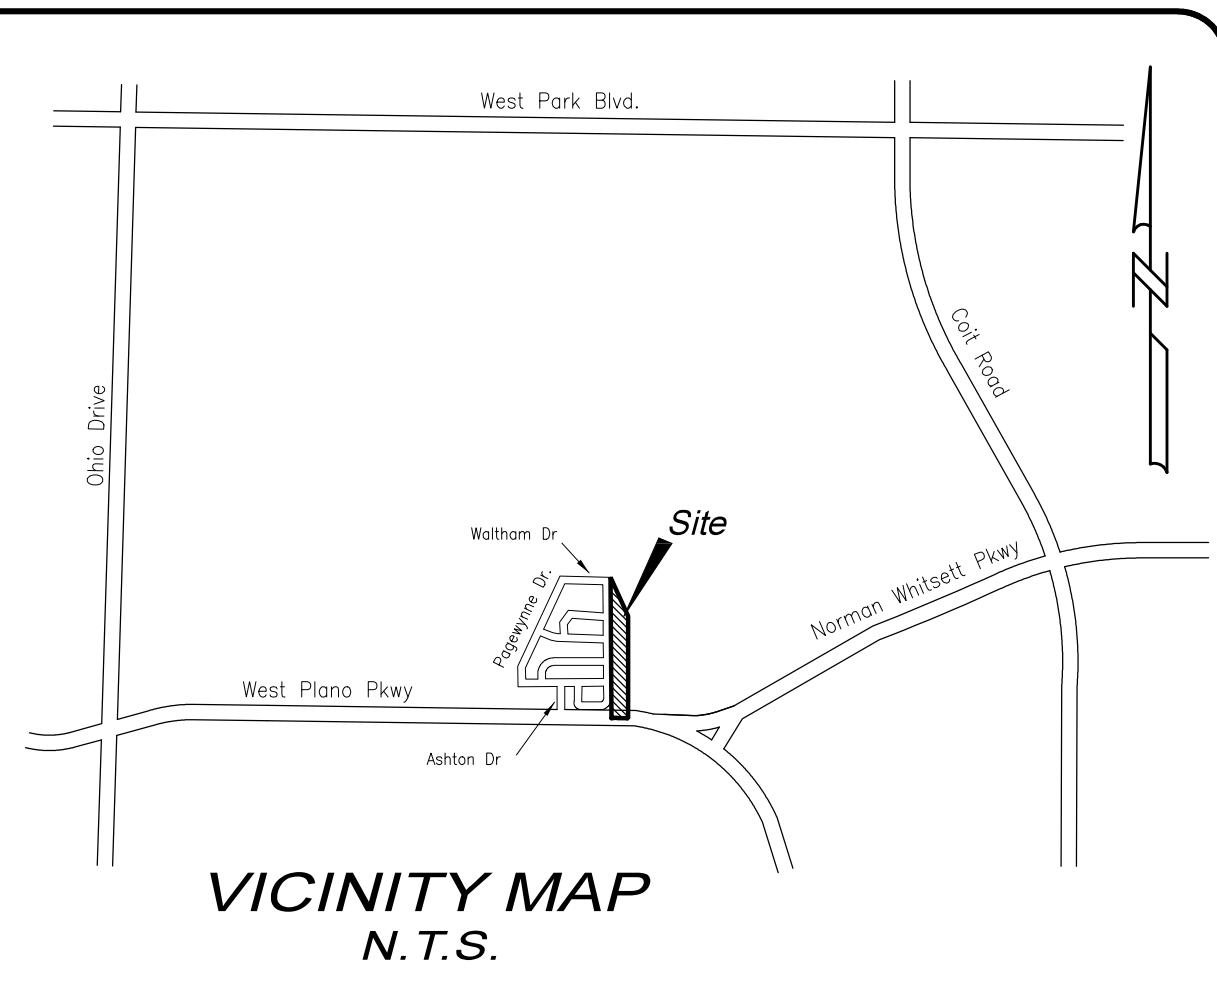 West Park Blvd.
N
Coit Road
Ohio Drive
Site
Waltham Dr
Norman Whitsett Pkwy
Pagewynne Dr.
West Plano Pkwy
Ashton Dr
VICINITY MAP
N.T.S.